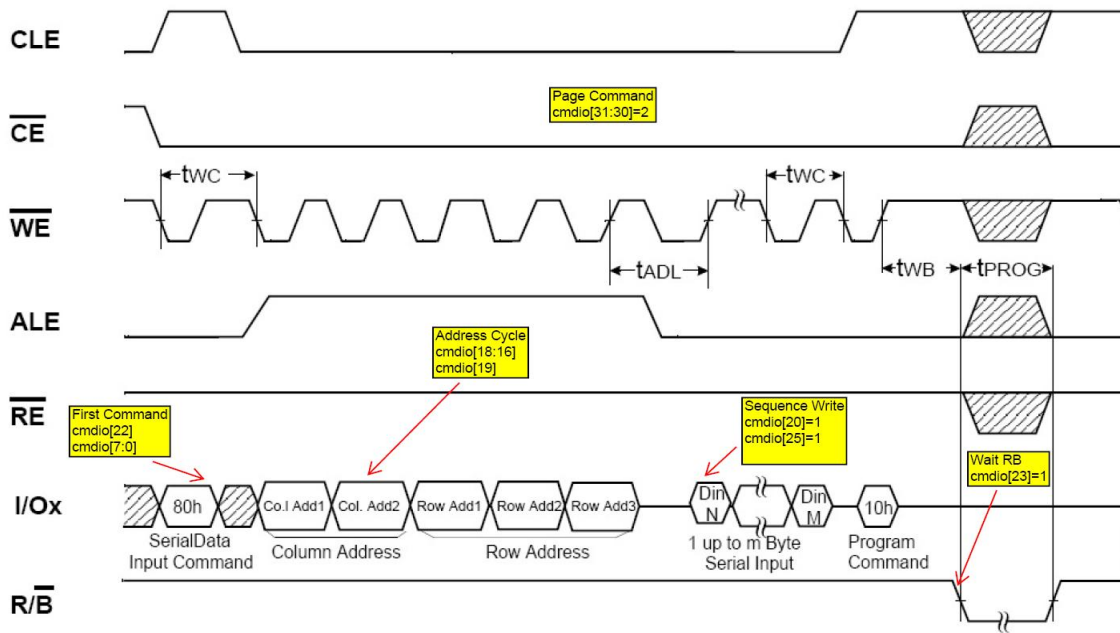 CLE
Page Command
cmdio[31:30]=2
CE
tWC
tWC
WE
tADL
tWB
tPROG
ALE
Address Cycle
cmdio[18:16]
cmdio[19]
RE
First Command
cmdio[22]
cmdio[7:0]
Sequence Write
cmdio[20]=1
cmdio[25]=1
Wait RB
cmdio[23]=1
I/Ox
80h
Co.l Add1
Col. Add2
Row Add1
Row Add2
Row Add3
Din
N
Din
M
10h
SerialData
Input Command
Column Address
Row Address
1 up to m Byte
Serial Input
Program
Command
R/B